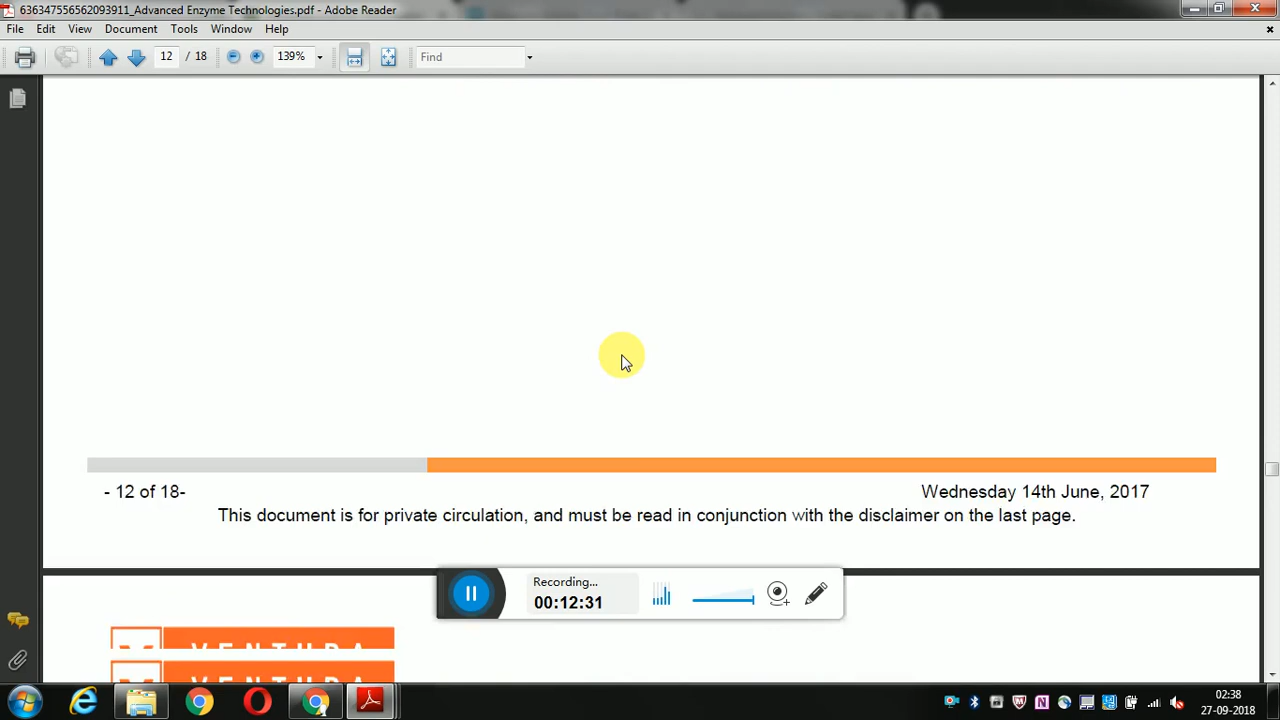 636347556562093911_Advanced Enzyme Technologies.pdf - Adobe Reader
File Edit View Document Tools Window Help
12 / 18 139% Find
- 12 of 18-
Wednesday 14th June, 2017
This document is for private circulation, and must be read in conjunction with the disclaimer on the last page.
Recording...
00:12:31
VENTURA
VENTURA
02:38
27-09-2018